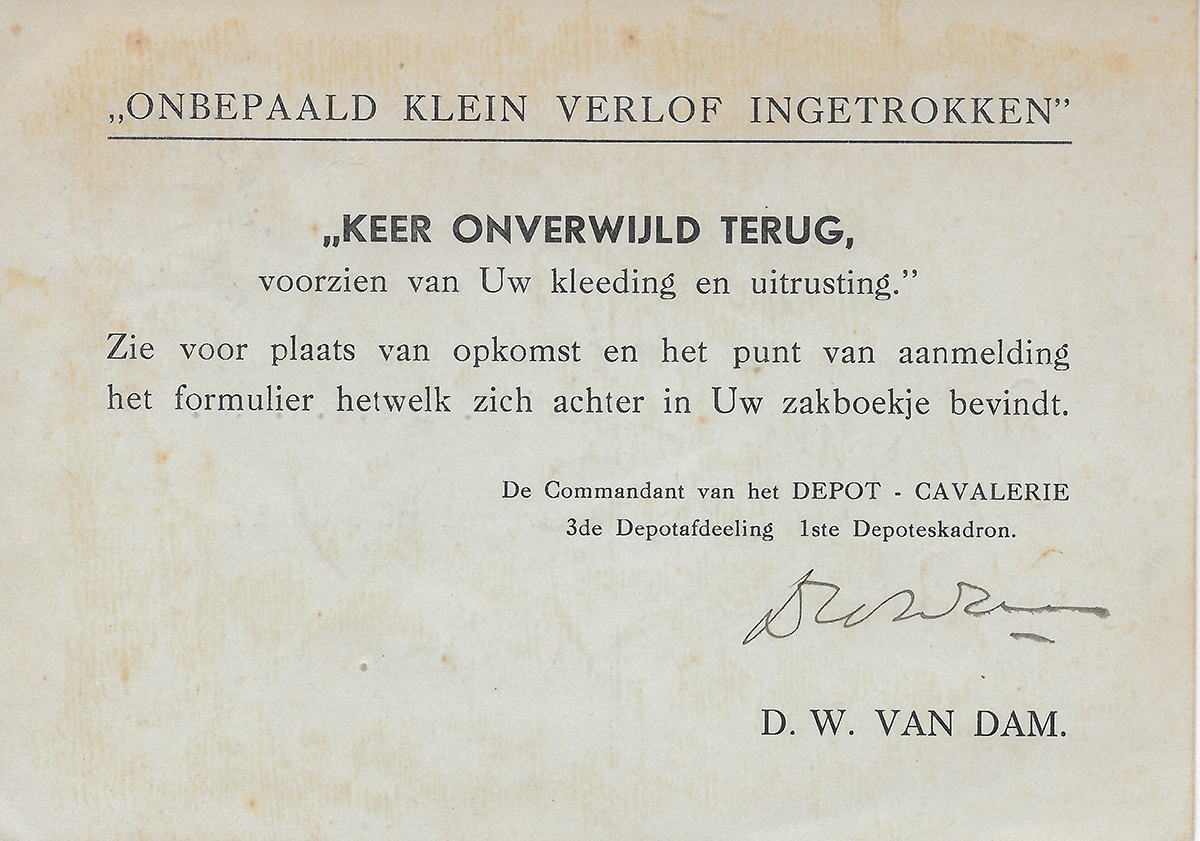 „ONBEPAALD KLEIN VERLOF INGETROKKEN”
„KEER ONVERWIJLD TERUG,
voorzien van Uw kleeding en uitrusting.”
Zie voor plaats van opkomst en het punt van aanmelding
het formulier hetwelk zich achter in Uw zakboekje bevindt.
De Commandant van het DEPOT - CAVALERIE
3de Depotafdeeling 1ste Depoteskadron.
D. W. VAN DAM.